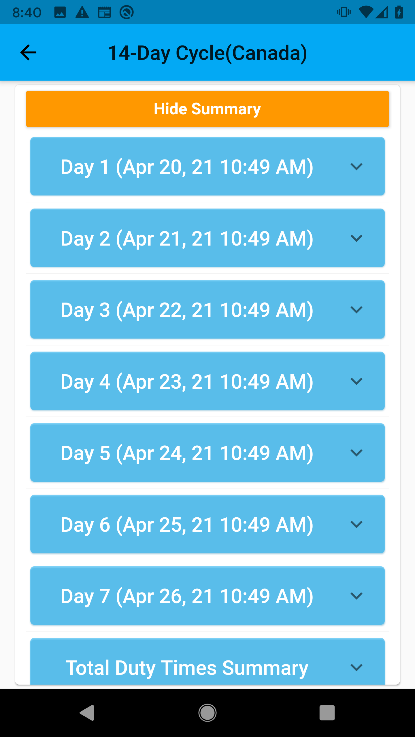 8:40
14-Day Cycle(Canada)
Hide Summary
Day 1 (Apr 20, 21 10:49 AM)
Day 2 (Apr 21, 21 10:49 AM)
Day 3 (Apr 22, 21 10:49 AM)
Day 4 (Apr 23, 21 10:49 AM)
Day 5 (Apr 24, 21 10:49 AM)
Day 6 (Apr 25, 21 10:49 AM)
Day 7 (Apr 26, 21 10:49 AM)
Total Duty Times Summary